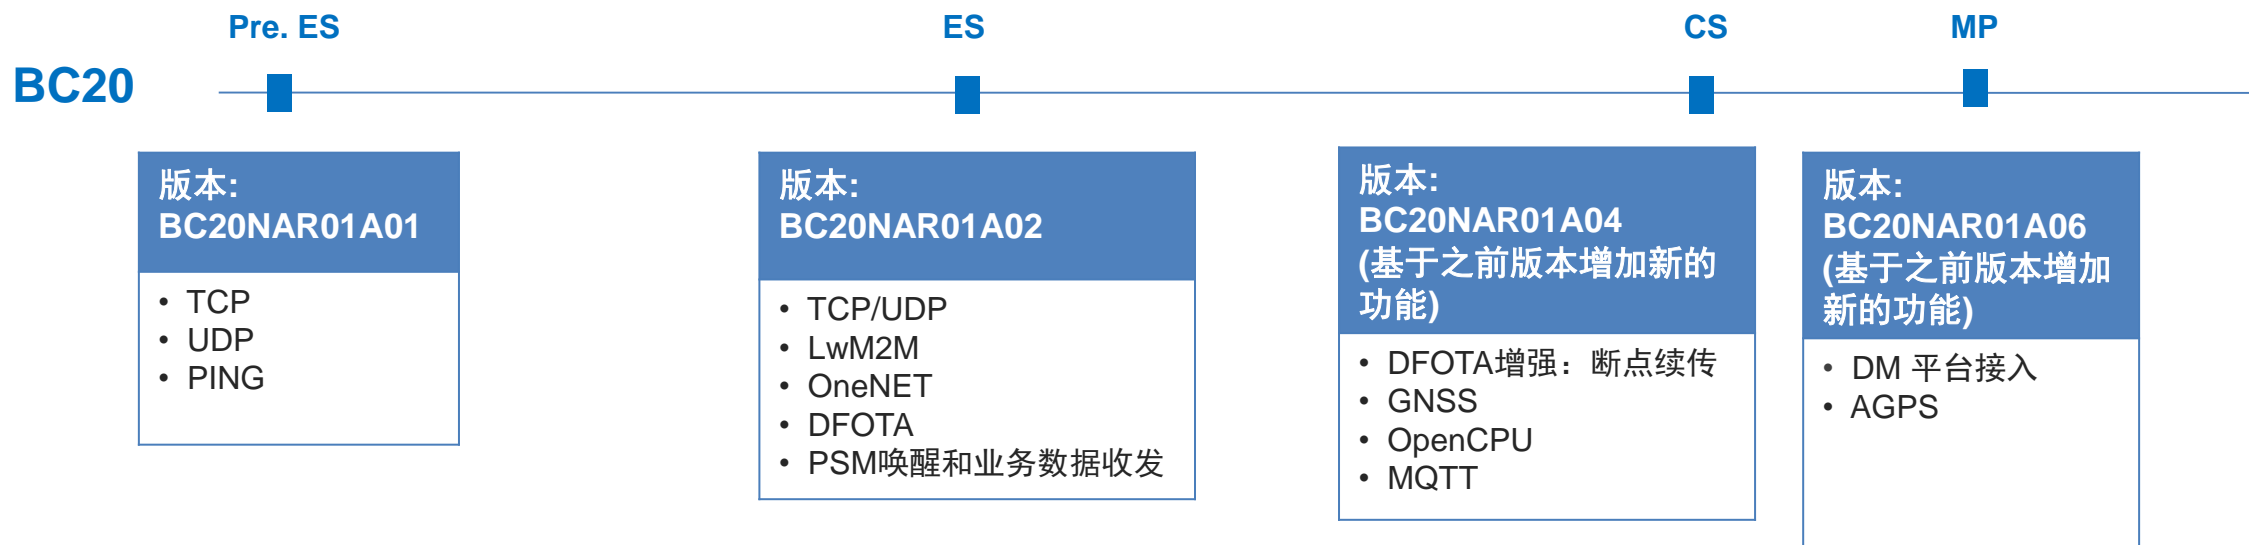 Pre. ES
ES
CS
MP
BC20
版本:
BC20NAR01A01
• TCP
• UDP
• PING
版本:
BC20NAR01A02
• TCP/UDP
• LwM2M
• OneNET
• DFOTA
• PSM唤醒和业务数据收发
版本:
BC20NAR01A04
(基于之前版本增加新的
功能)
• DFOTA增强：断点续传
• GNSS
• OpenCPU
• MQTT
版本:
BC20NAR01A06
(基于之前版本增加
新的功能)
• DM 平台接入
• AGPS